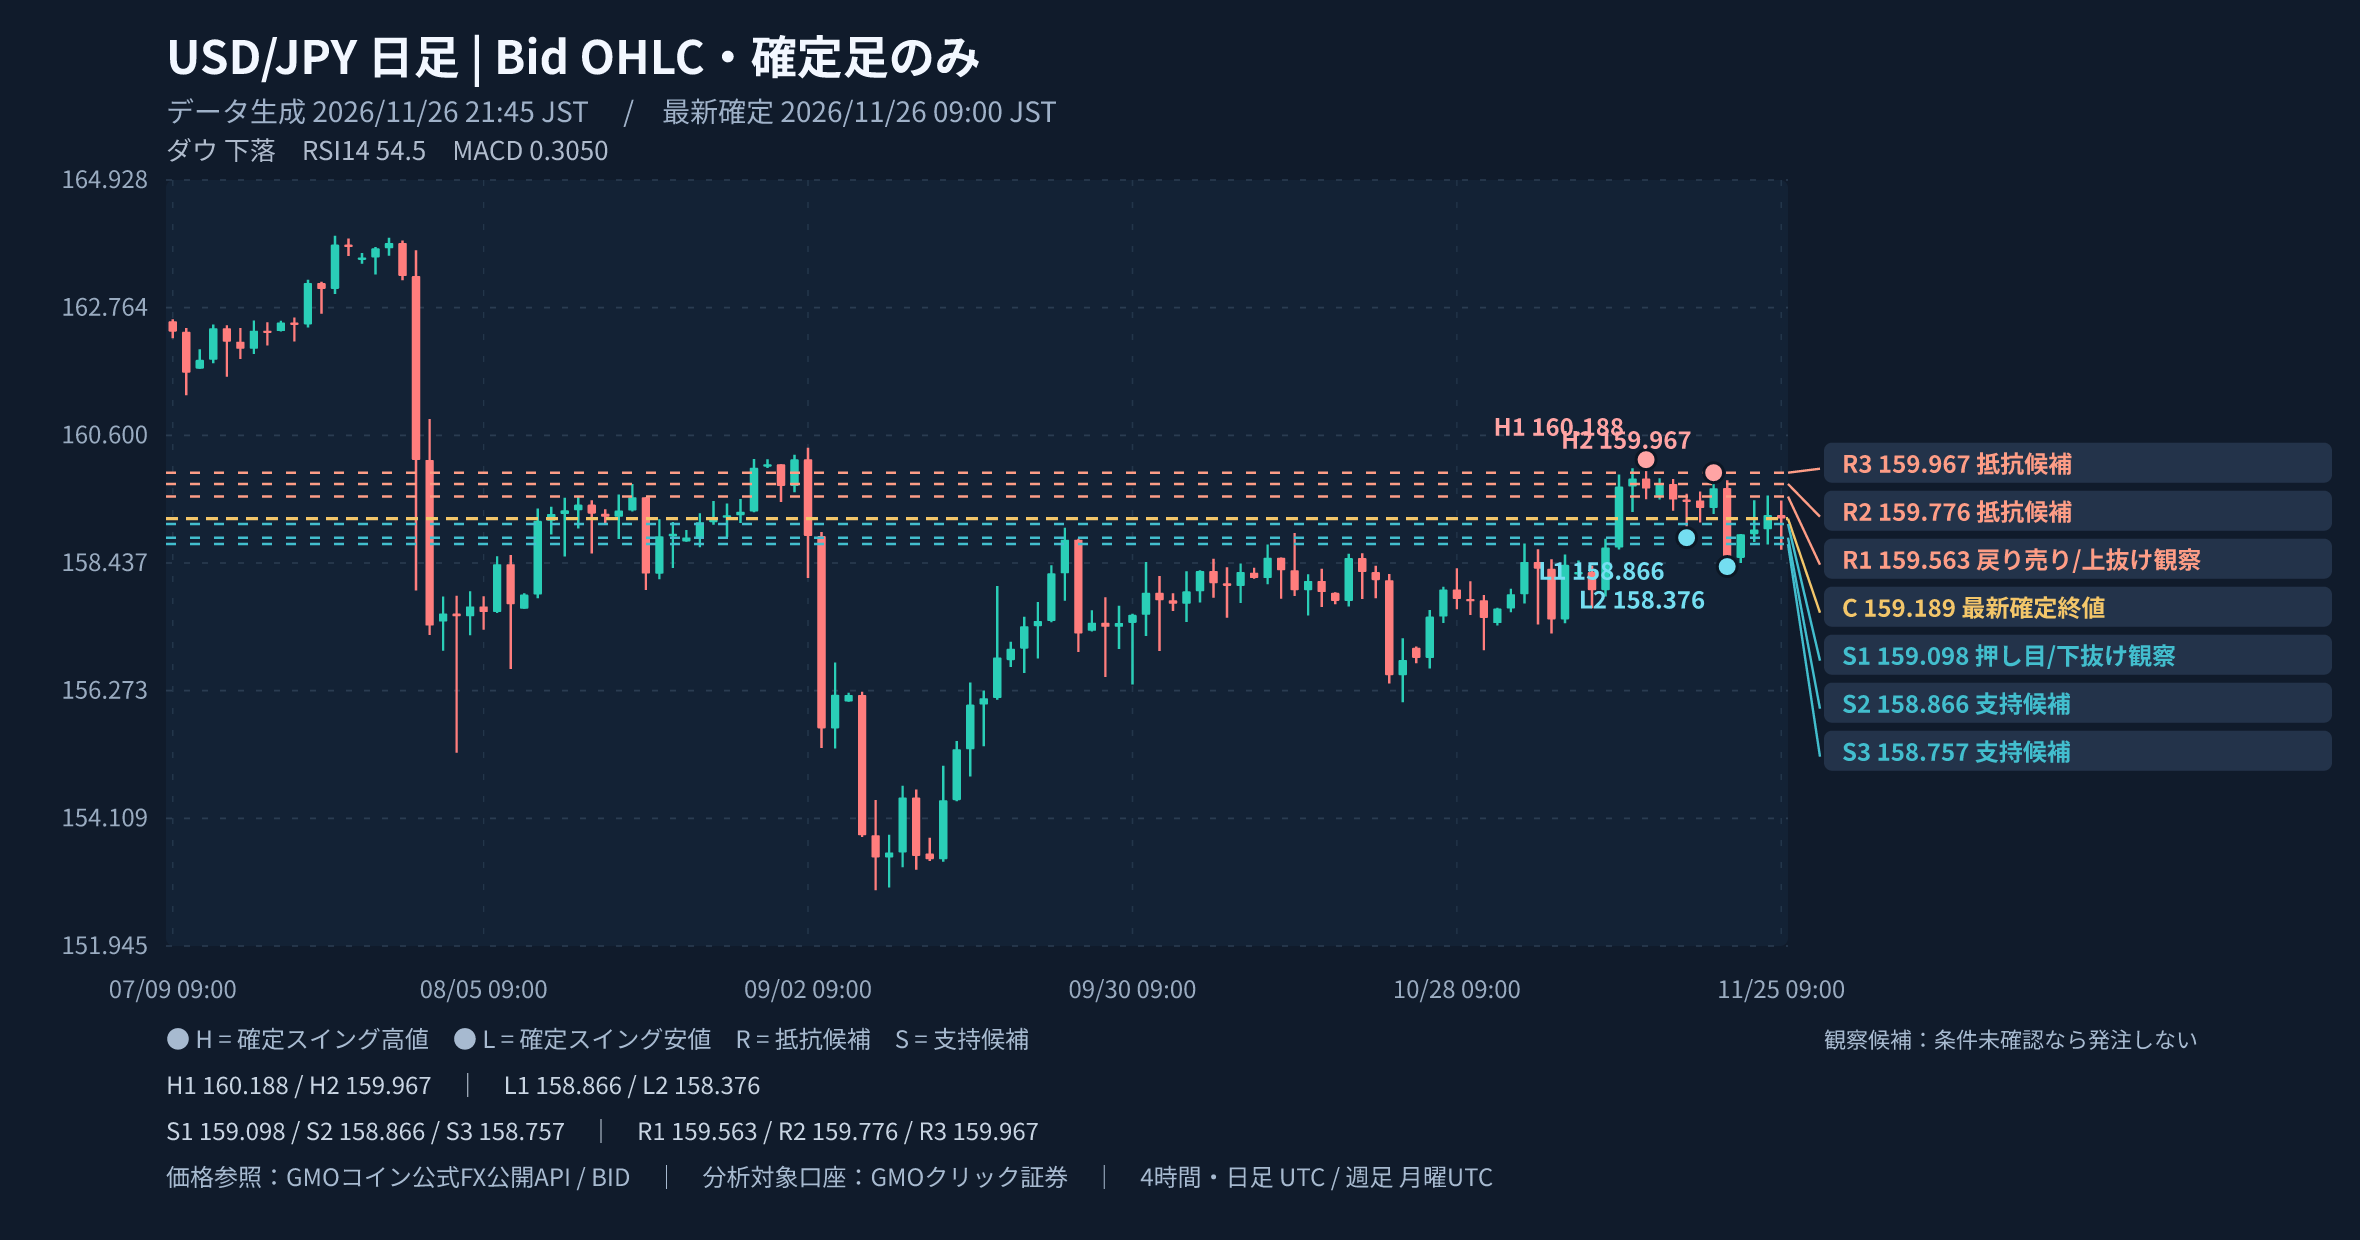 USD/JPY 日足 | Bid OHLC・確定足のみ
データ生成 2026/11/26 21:45 JST / 最新確定 2026/11/26 09:00 JST
ダウ 下落 RSI14 54.5 MACD 0.3050
164.928
162.764
160.600
158.437
156.273
154.109
151.945
H1 160.188
H2 159.967
L1 158.866
L2 158.376
R3 159.967 抵抗候補
R2 159.776 抵抗候補
R1 159.563 戻り売り/上抜け観察
C 159.189 最新確定終値
S1 159.098 押し目/下抜け観察
S2 158.866 支持候補
S3 158.757 支持候補
07/09 09:00 08/05 09:00 09/02 09:00 09/30 09:00 10/28 09:00 11/25 09:00
● H = 確定スイング高値 ● L = 確定スイング安値 R = 抵抗候補 S = 支持候補
観察候補：条件未確認なら発注しない
H1 160.188 / H2 159.967 ｜ L1 158.866 / L2 158.376
S1 159.098 / S2 158.866 / S3 158.757 ｜ R1 159.563 / R2 159.776 / R3 159.967
価格参照：GMOコイン公式FX公開API / BID ｜ 分析対象口座：GMOクリック証券 ｜ 4時間・日足 UTC / 週足 月曜UTC